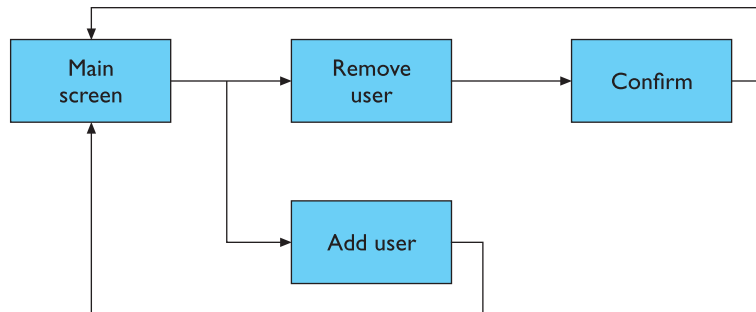 Main
screen
Remove
user
Confirm
Add user